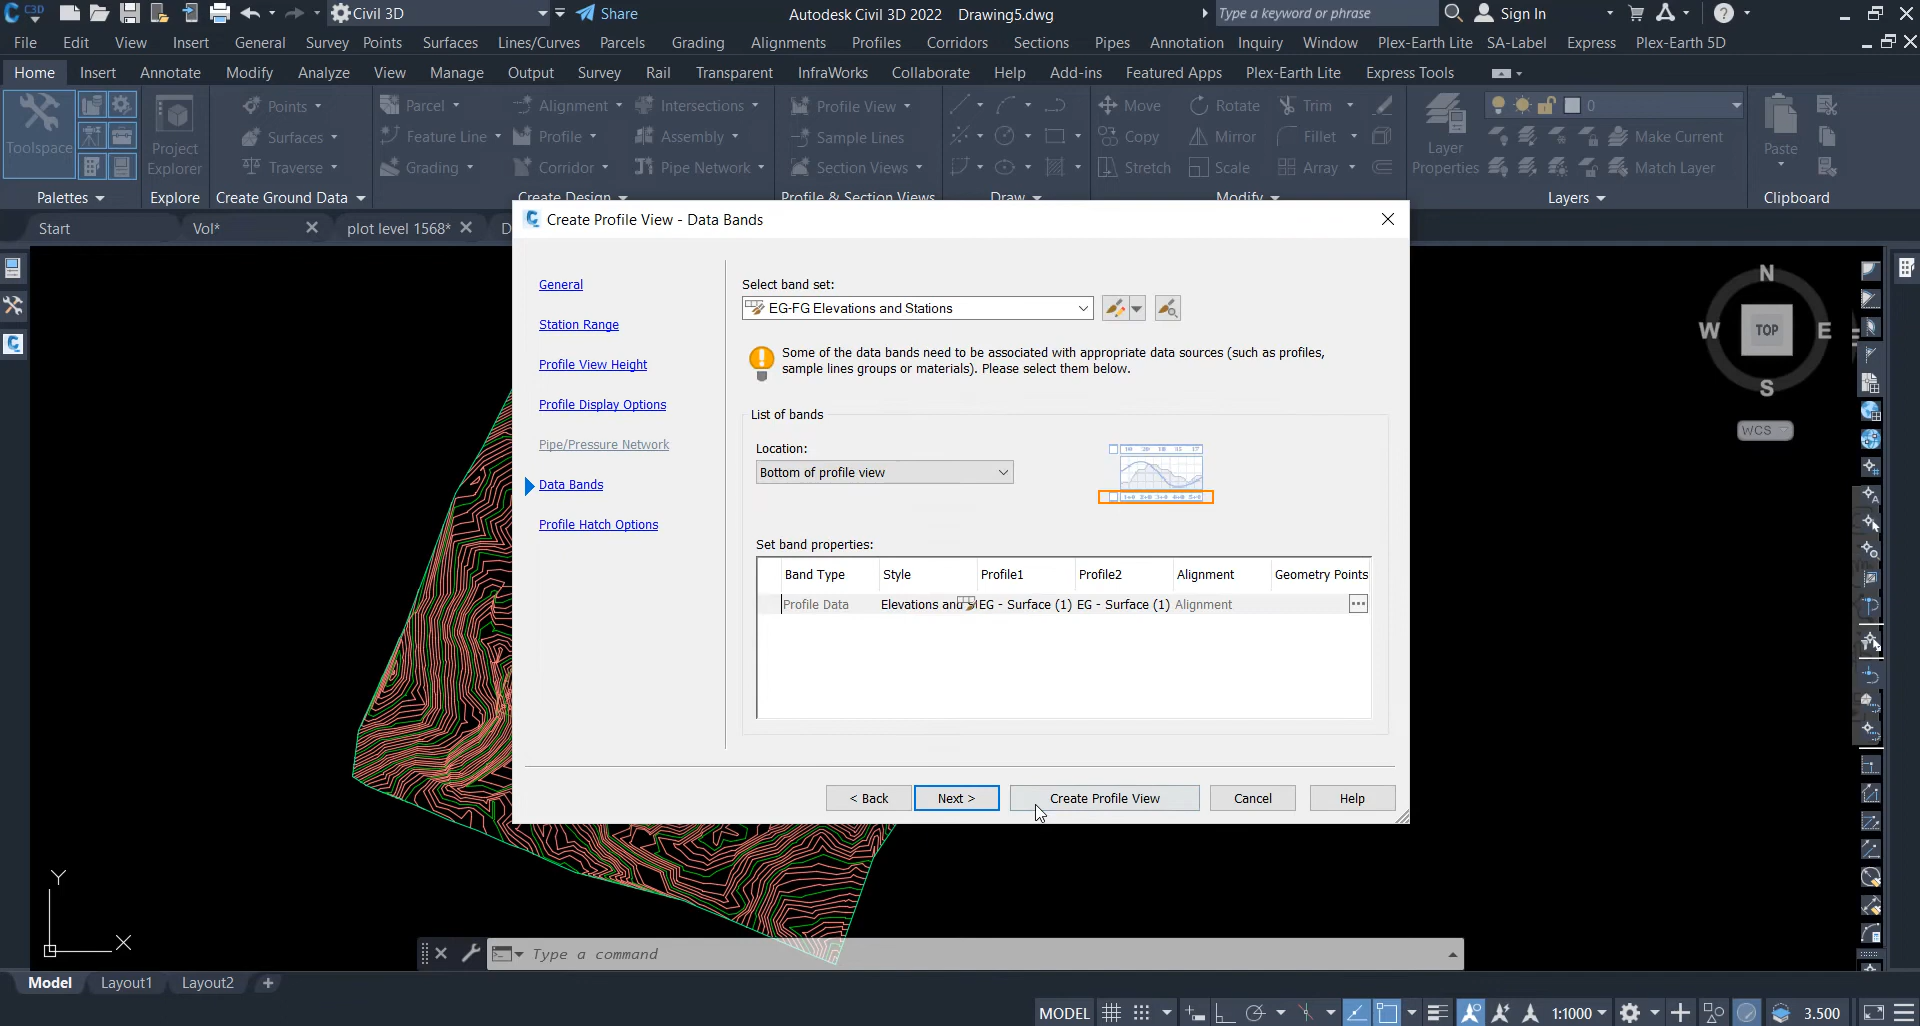 C3D Civil 3D Share Autodesk Civil 3D 2022 Drawing5.dwg Type a keyword or phrase Sign In
File Edit View Insert General Survey Points Surfaces Lines/Curves Parcels Grading Alignments Profiles Corridors Sections Pipes Annotation Inquiry Window Plex-Earth Lite SA-Label Express Plex-Earth 5D
Home Insert Annotate Modify Analyze View Manage Output Survey Rail Transparent InfraWorks Collaborate Help Add-ins Featured Apps Plex-Earth Lite Express Tools
Points Parcel Alignment Intersections Profile View Move Rotate Trim 0
Toolspace Project Explorer Surfaces Feature Line Profile Assembly Sample Lines Copy Mirror Fillet Layer Properties Make Current Paste
Traverse Grading Corridor Pipe Network Section Views Stretch Scale Array Match Layer
Palettes Explore Create Ground Data Create Design Profile & Section Views Draw Modify Layers Clipboard
Start Vol* plot level 1568* D
Create Profile View - Data Bands
General
Station Range
Profile View Height
Profile Display Options
Pipe/Pressure Network
Data Bands
Profile Hatch Options
Select band set:
EG-FG Elevations and Stations
Some of the data bands need to be associated with appropriate data sources (such as profiles,
sample lines groups or materials). Please select them below.
List of bands
Location:
Bottom of profile view
Set band properties:
Band Type Style Profile1 Profile2 Alignment Geometry Points
Profile Data Elevations and EG - Surface (1) EG - Surface (1) Alignment ...
< Back Next > Create Profile View Cancel Help
N
W TOP E
S
WCS
Y
X
Type a command
Model Layout1 Layout2 +
MODEL 1:1000 3.500